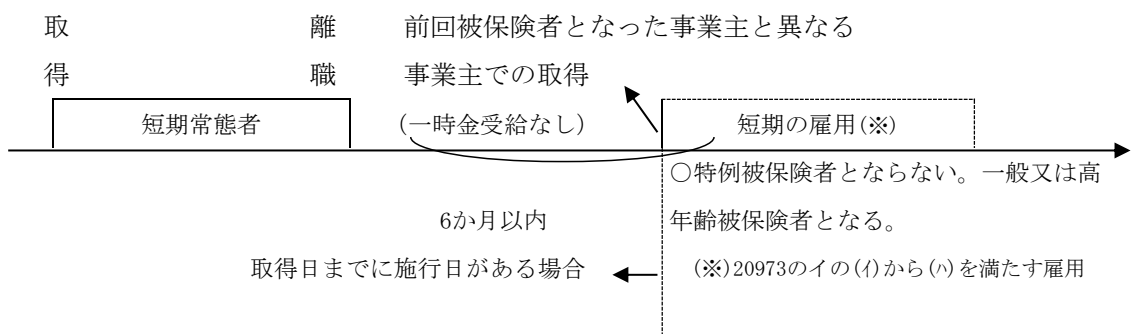 取 離 前回被保険者となった事業主と異なる
得 職 事業主での取得
短期常態者 (一時金受給なし) 短期の雇用(※)
○特例被保険者とならない。一般又は高
6か月以内 年齢被保険者となる。
取得日までに施行日がある場合 (※)20973のイの(ｲ)から(ﾊ)を満たす雇用